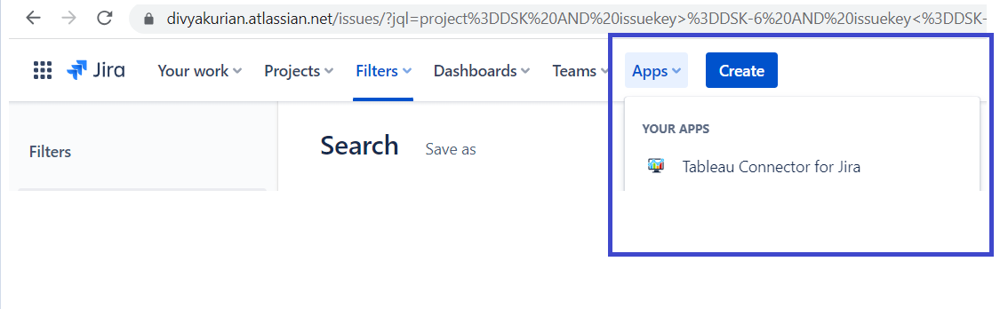 divyakurian.atlassian.net/issues/?jql=project%3DDSK%20AND%20issuekey>%3DDSK-6%20AND%20issuekey<%3DDSK-
Jira Your work Projects Filters Dashboards Teams Apps Create
YOUR APPS
Filters Search Save as
Tableau Connector for Jira